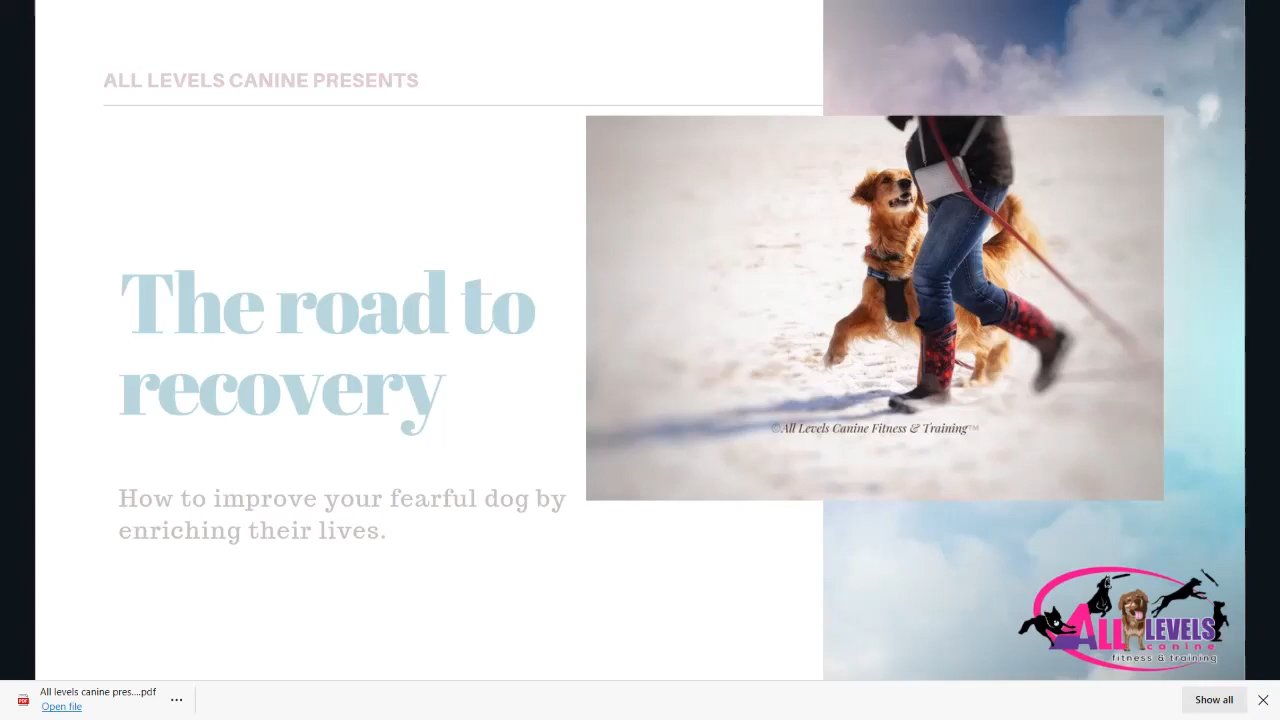 ALL LEVELS CANINE PRESENTS
The road to
recovery
How to improve your fearful dog by
enriching their lives.
©All Levels Canine Fitness & Training™
ALL LEVELS
canine
fitness & training
All levels canine pres....pdf
Open file
PDF
Show all